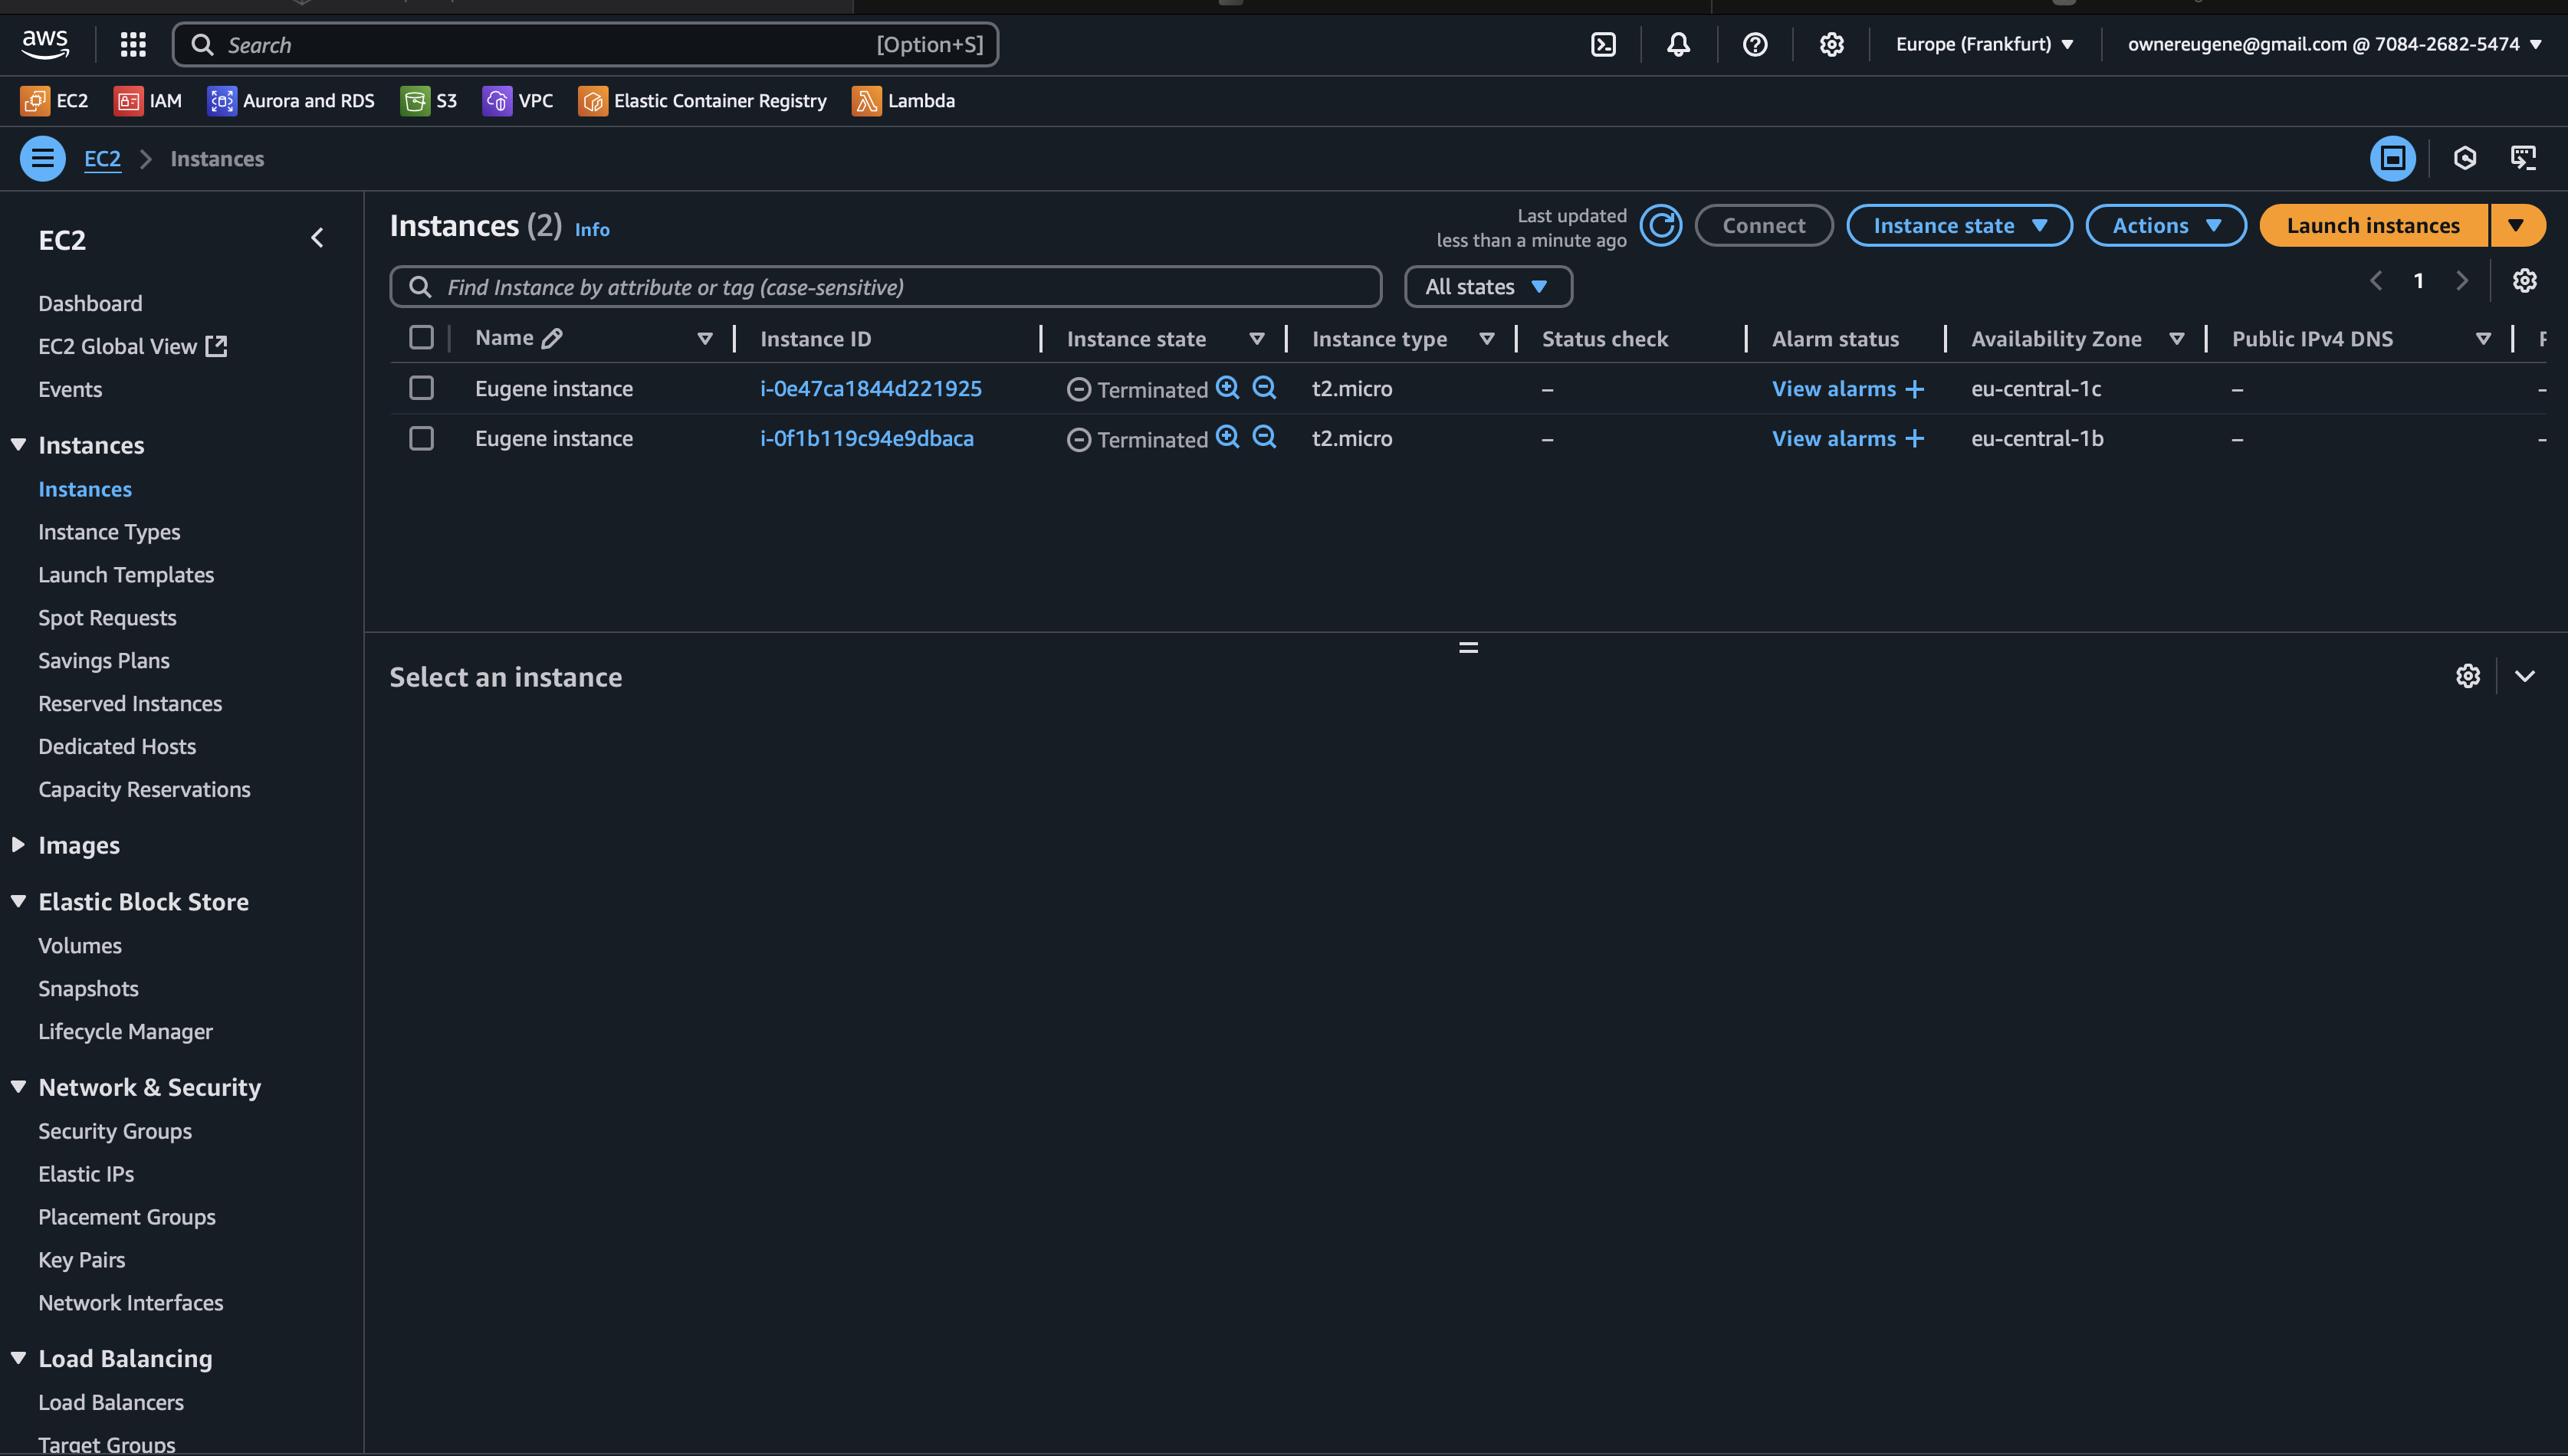 aws
Search [Option+S]
Europe (Frankfurt)
ownereugene@gmail.com @ 7084-2682-5474
EC2 IAM Aurora and RDS S3 VPC Elastic Container Registry Lambda
EC2 Instances
EC2
Dashboard
EC2 Global View
Events
Instances
Instances
Instance Types
Launch Templates
Spot Requests
Savings Plans
Reserved Instances
Dedicated Hosts
Capacity Reservations
Images
Elastic Block Store
Volumes
Snapshots
Lifecycle Manager
Network & Security
Security Groups
Elastic IPs
Placement Groups
Key Pairs
Network Interfaces
Load Balancing
Load Balancers
Target Groups
Instances (2) Info
Last updated
less than a minute ago
Connect
Instance state
Actions
Launch instances
Find Instance by attribute or tag (case-sensitive)
All states
1
Name Instance ID Instance state Instance type Status check Alarm status Availability Zone Public IPv4 DNS
Eugene instance i-0e47ca1844d221925 Terminated t2.micro – View alarms + eu-central-1c – –
Eugene instance i-0f1b119c94e9dbaca Terminated t2.micro – View alarms + eu-central-1b – –
Select an instance